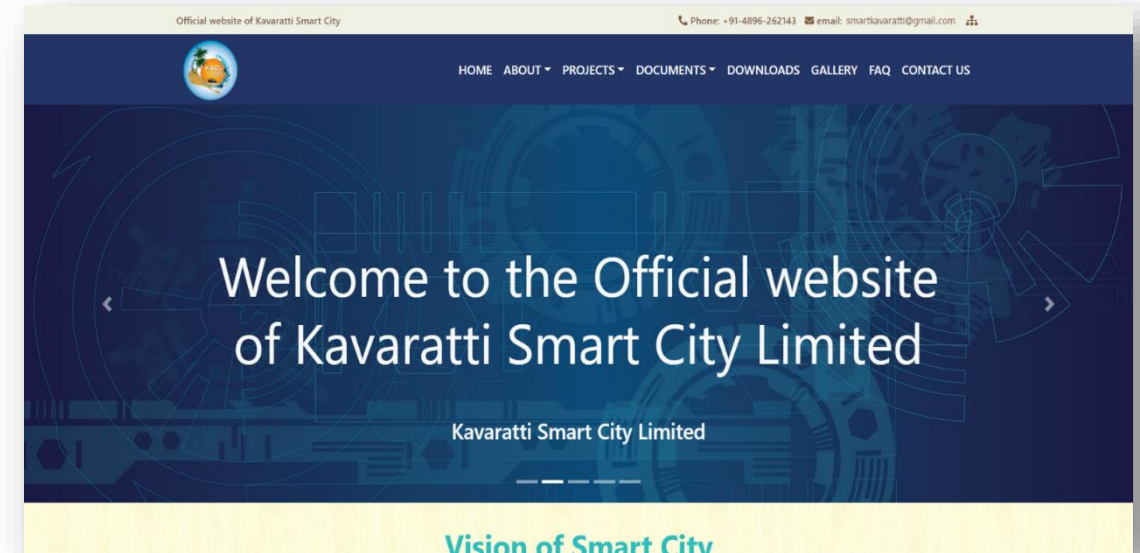 Official website of Kavaratti Smart City
Phone: +91-4896-262143 email: smartkavaratti@gmail.com
KSCL
HOME ABOUT PROJECTS DOCUMENTS DOWNLOADS GALLERY FAQ CONTACT US
Welcome to the Official website
of Kavaratti Smart City Limited
Kavaratti Smart City Limited
Vision of Smart City